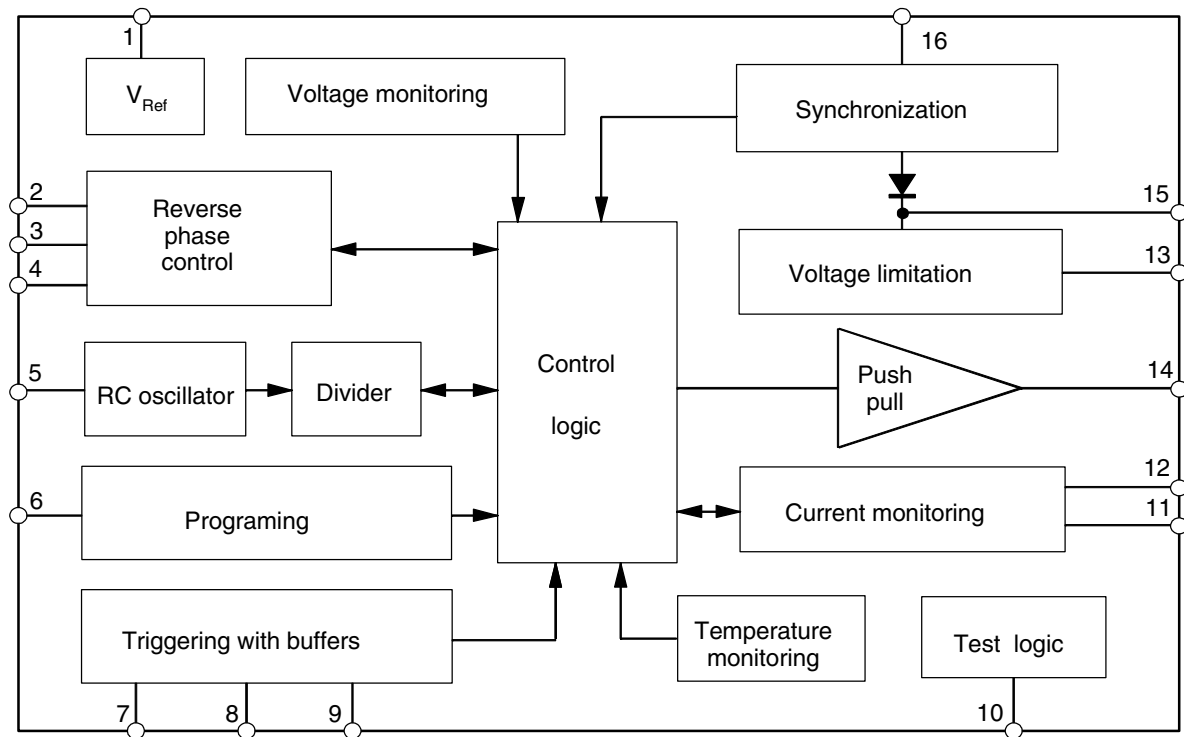 1
16
V_Ref
Voltage monitoring
Synchronization
2
3
4
Reverse
phase
control
15
13
Voltage limitation
5
RC oscillator
Divider
Control
logic
Push
pull
14
6
Programing
12
11
Current monitoring
Triggering with buffers
Temperature
monitoring
Test logic
7
8
9
10